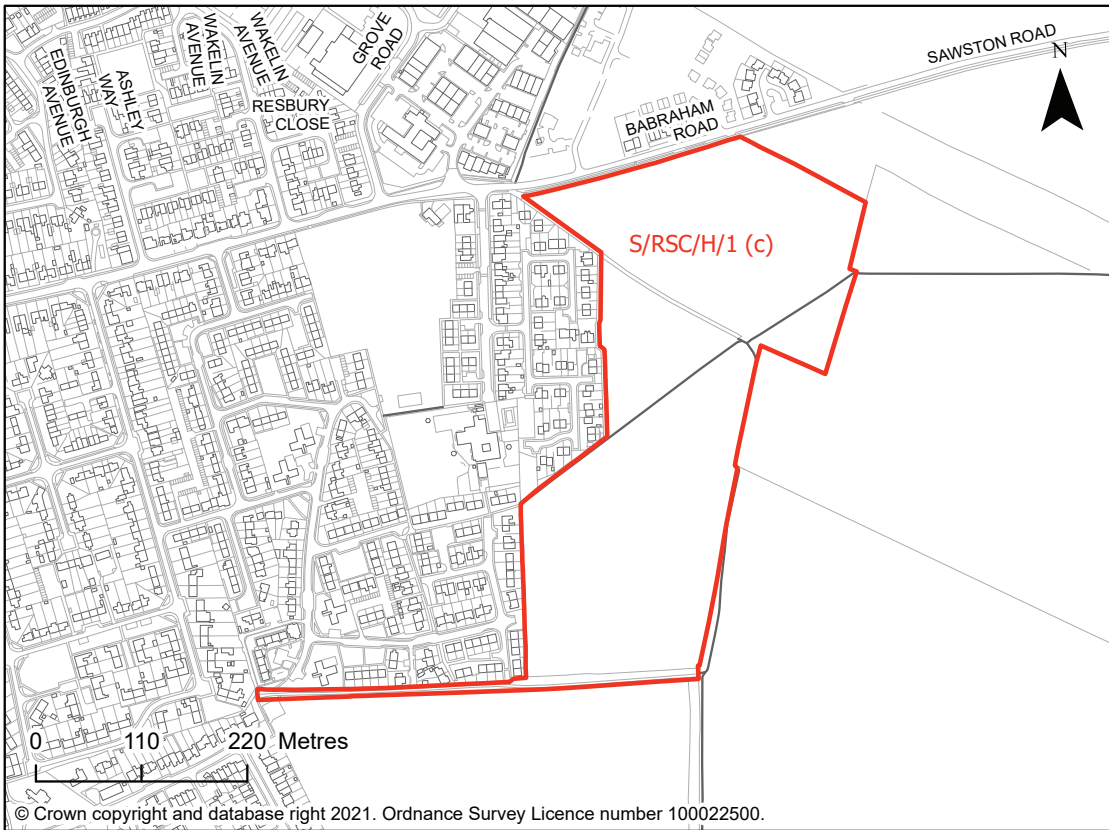 EDINBURGH
AVENUE
ASHLEY
WAY
WAKELIN
AVENUE
WAKELIN
AVENUE
RESBURY
CLOSE
GROVE
ROAD
BABRAHAM
ROAD
SAWSTON ROAD
N
S/RSC/H/1 (c)
0 110 220 Metres
© Crown copyright and database right 2021. Ordnance Survey Licence number 100022500.